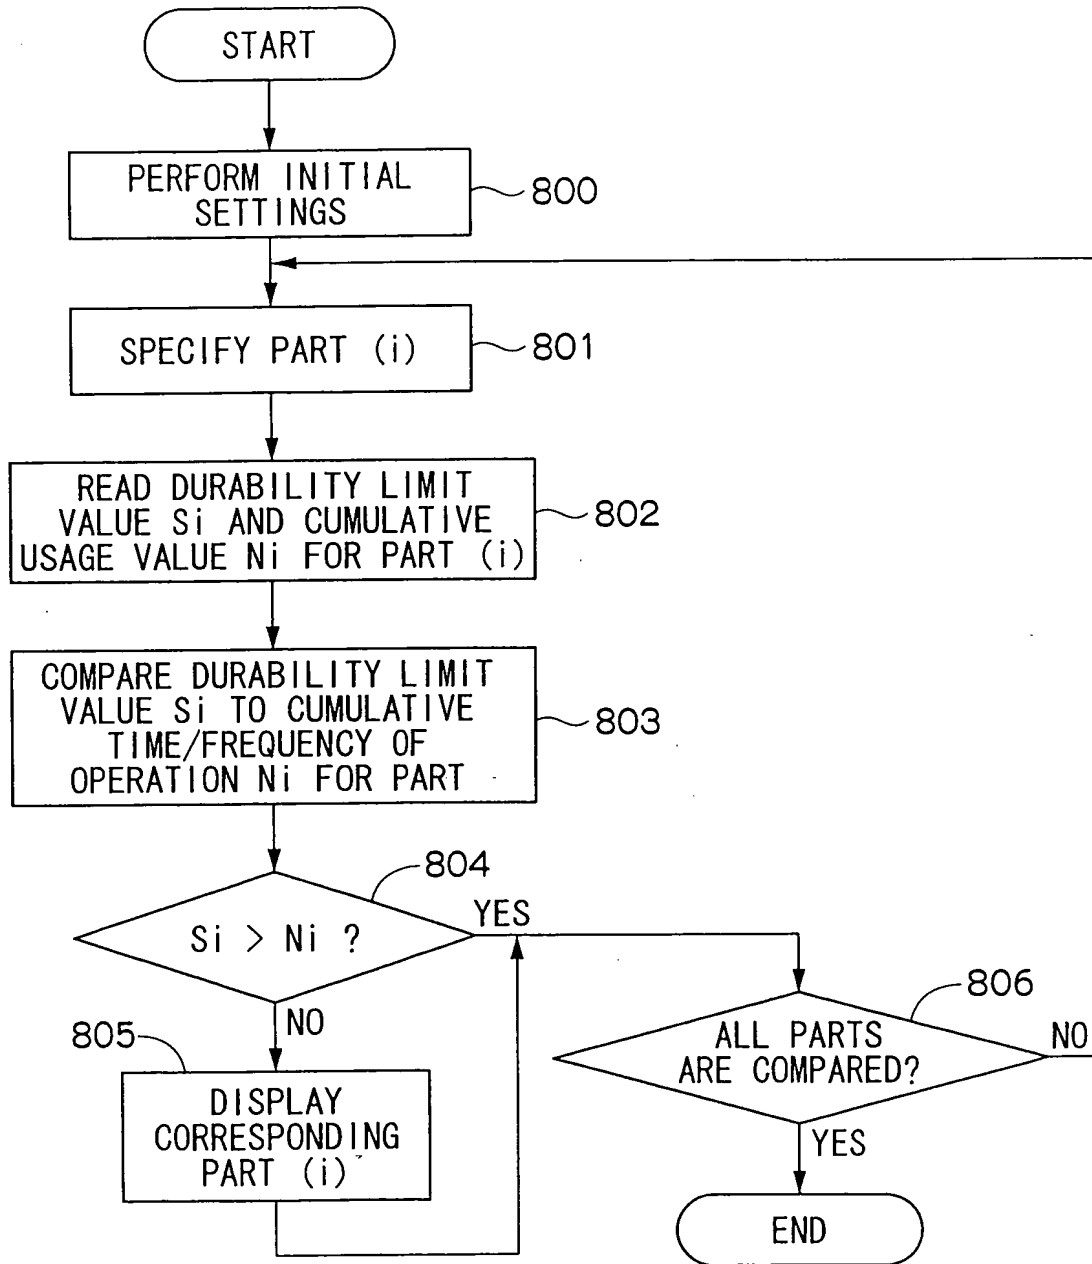 START
PERFORM INITIAL
SETTINGS
800
SPECIFY PART (i)
801
READ DURABILITY LIMIT
VALUE Si AND CUMULATIVE
USAGE VALUE Ni FOR PART (i)
802
COMPARE DURABILITY LIMIT
VALUE Si TO CUMULATIVE
TIME/FREQUENCY OF
OPERATION Ni FOR PART
803
804
Si > Ni ?
YES
NO
805
DISPLAY
CORRESPONDING
PART (i)
806
ALL PARTS
ARE COMPARED?
NO
YES
END